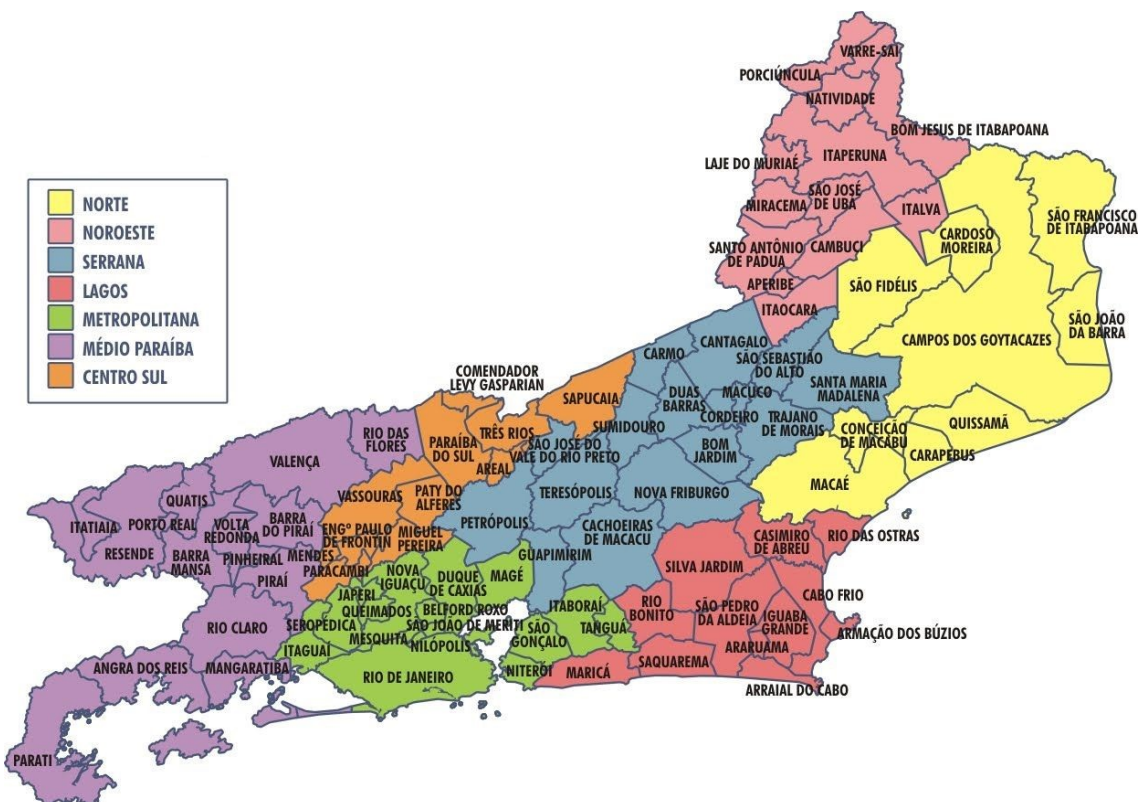 VARRE-SAI
PORCIÚNCULA
NATIVIDADE
BOM JESUS DE ITABAPOANA
LAJE DO MURIAÉ
ITAPERUNA
NORTE
NOROESTE
SERRANA
LAGOS
METROPOLITANA
MÉDIO PARAÍBA
CENTRO SUL
MIRACEMA
SÃO JOSÉ
DE UBÁ
ITALVA
SÃO FRANCISCO
DE ITABAPOANA
CARDOSO
MOREIRA
SANTO ANTÔNIO
DE PÁDUA
CAMBUCI
APERIBE
SÃO FIDÉLIS
ITAOCARA
SÃO JOÃO
DA BARRA
CAMPOS DOS GOYTACAZES
CANTAGALO
CARMO
SÃO SEBASTIÃO
DO ALTO
COMENDADOR
LEVY GASPARIAN
SAPUCAIA
DUAS
BARRAS
MACUCO
SANTA MARIA
MADALENA
CORDEIRO
TRAJANO
DE MORAIS
SUMIDOURO
QUISSAMÃ
CONCEIÇÃO
DE MACABU
CARAPEBUS
RIO DAS
FLORES
PARAÍBA
DO SUL
TRÊS RIOS
SÃO JOSÉ DO
VALE DO RIO PRETO
BOM
JARDIM
AREAL
VALENÇA
MACAÉ
VASSOURAS
PATY DO
ALFERES
TERESÓPOLIS
NOVA FRIBURGO
QUATIS
ITATIAIA
PORTO REAL
VOLTA
REDONDA
BARRA
DO PIRAÍ
ENGº PAULO
DE FRONTIN
MIGUEL
PEREIRA
PETRÓPOLIS
CACHOEIRAS
DE MACACU
CASIMIRO
DE ABREU
RIO DAS OSTRAS
RESENDE
BARRA
MANSA
PINHEIRAL
MENDES
GUAPIMIRIM
PIRAÍ
PARACAMBI
NOVA
IGUAÇU
DUQUE
DE CAXIAS
MAGÉ
SILVA JARDIM
JAPERI
CABO FRIO
QUEIMADOS
BELFORD ROXO
ITABORAÍ
RIO
BONITO
SÃO PEDRO
DA ALDEIA
IGUABA
GRANDE
SEROPÉDICA
RIO CLARO
SÃO JOÃO DE MERITI
SÃO
GONÇALO
TANGUÁ
ARMAÇÃO DOS BÚZIOS
MESQUITA
NILÓPOLIS
ITAGUAÍ
ARARUAMA
ANGRA DOS REIS
MANGARATIBA
RIO DE JANEIRO
NITERÓI
MARICÁ
SAQUAREMA
ARRAIAL DO CABO
PARATI